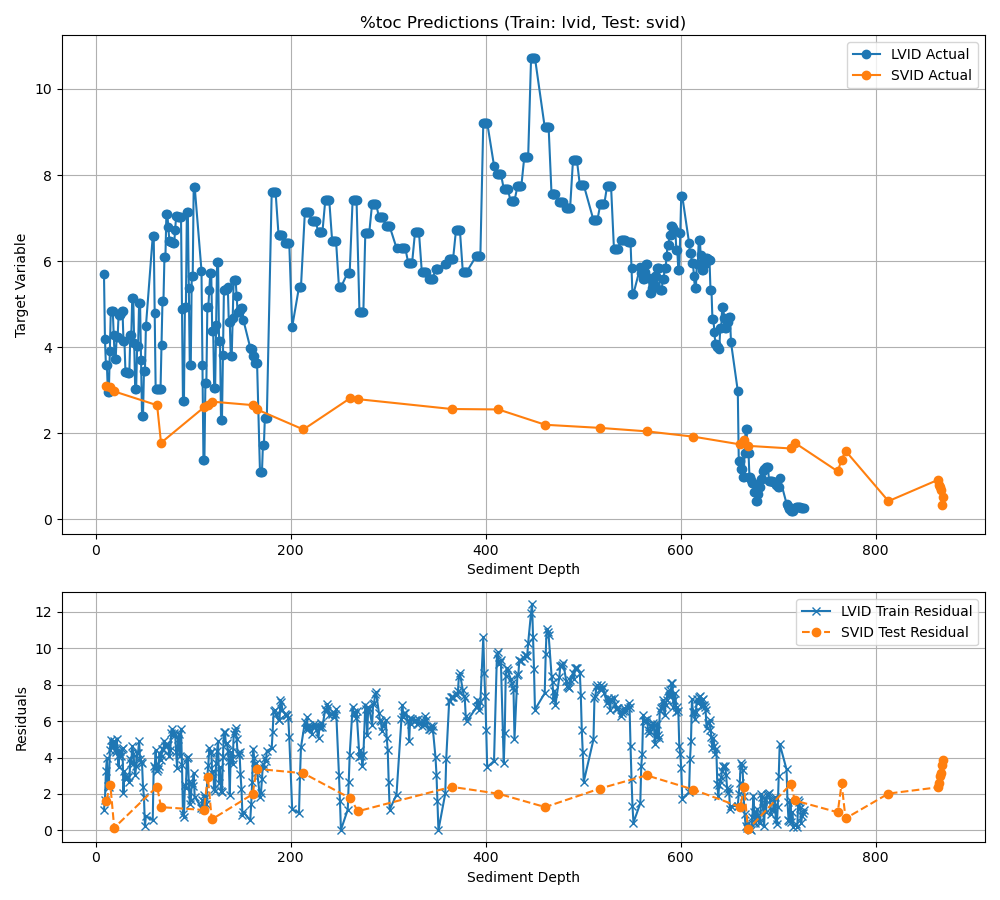 %toc Predictions (Train: lvid, Test: svid)
LVID Actual
SVID Actual
Target Variable
10
8
6
4
2
0
0 200 400 600 800
Sediment Depth
LVID Train Residual
SVID Test Residual
Residuals
12
10
8
6
4
2
0
0 200 400 600 800
Sediment Depth